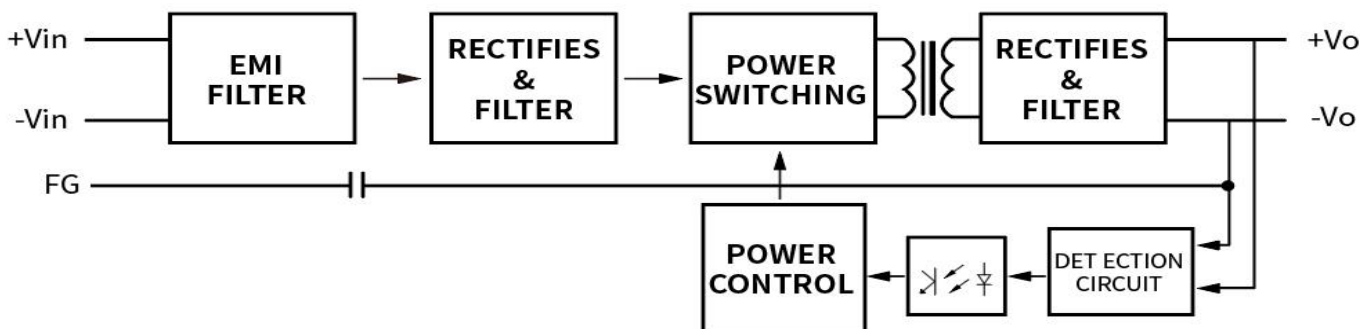 +Vin
-Vin
EMI
FILTER
RECTIFIES
&
FILTER
POWER
SWITCHING
RECTIFIES
&
FILTER
+Vo
-Vo
FG
POWER
CONTROL
DET ECTION
CIRCUIT